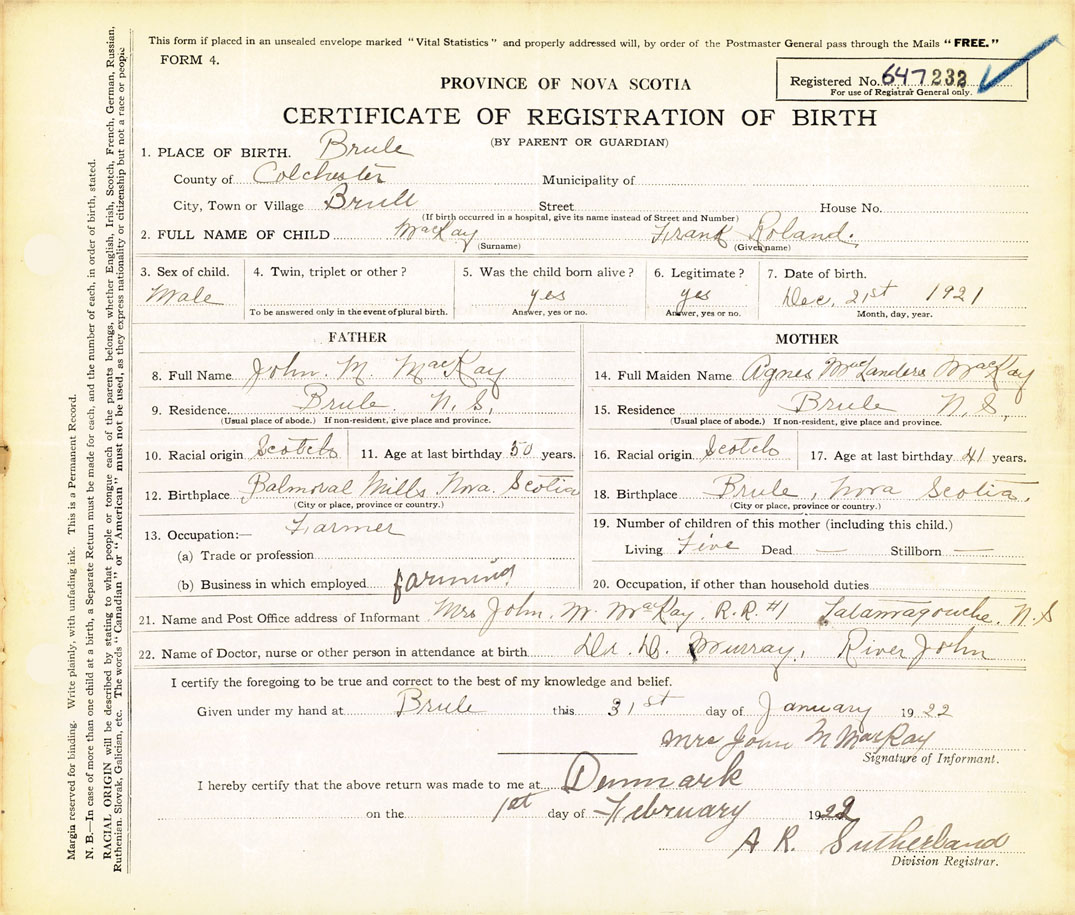 This form if placed in an unsealed envelope marked "Vital Statistics" and properly addressed will, by order of the Postmaster General pass through the Mails "FREE."
FORM 4.
Registered No. 647232
For use of Registrar General only.
PROVINCE OF NOVA SCOTIA
CERTIFICATE OF REGISTRATION OF BIRTH
(BY PARENT OR GUARDIAN)
1. PLACE OF BIRTH. Brule
County of Colchester Municipality of
City, Town or Village Brule Street House No.
(If birth occurred in a hospital, give its name instead of Street and Number)
2. FULL NAME OF CHILD MacKay Frank Roland.
(Surname) (Given name)
3. Sex of child. 4. Twin, triplet or other? 5. Was the child born alive? 6. Legitimate? 7. Date of birth.
Male yes yes Dec. 21st 1921
To be answered only in the event of plural birth. Answer, yes or no. Answer, yes or no. Month, day, year.
FATHER MOTHER
8. Full Name John. M. MacKay 14. Full Maiden Name Agnes MacKay
9. Residence. Brule. N.S. 15. Residence Brule N.S.
(Usual place of abode.) If non-resident, give place and province. (Usual place of abode.) If non-resident, give place and province.
10. Racial origin Scotch 11. Age at last birthday 50 years. 16. Racial origin Scotch 17. Age at last birthday 41 years.
12. Birthplace Balmoral Mills Nova Scotia 18. Birthplace Brule, Nova Scotia.
(City or place, province or country.) (City or place, province or country.)
13. Occupation:— Farmer 19. Number of children of this mother (including this child.)
(a) Trade or profession Living Five Dead — Stillborn —
(b) Business in which employed farming 20. Occupation, if other than household duties
21. Name and Post Office address of Informant Mrs John. M. MacKay. R.R #1 Tatamagouche. N.S
22. Name of Doctor, nurse or other person in attendance at birth Murray, River John
I certify the foregoing to be true and correct to the best of my knowledge and belief.
Given under my hand at Brule this 31st day of January 1922
Mrs John M MacKay
Signature of Informant.
I hereby certify that the above return was made to me at Denmark
on the 1st day of February 1922
A R. Sutherland
Division Registrar.
Margin reserved for binding. Write plainly, with unfading ink. This is a Permanent Record.
N. B.—In case of more than one child at a birth, a Separate Return must be made for each, and the number of each, in order of birth, stated.
RACIAL ORIGIN will be described by stating to what people or tongue each of the parents belongs, whether English, Irish, Scotch, French, German, Russian,
Ruthenian. Slovak, Galician, etc. The words "Canadian" or "American" must not be used, as they express nationality or citizenship but not a race or people